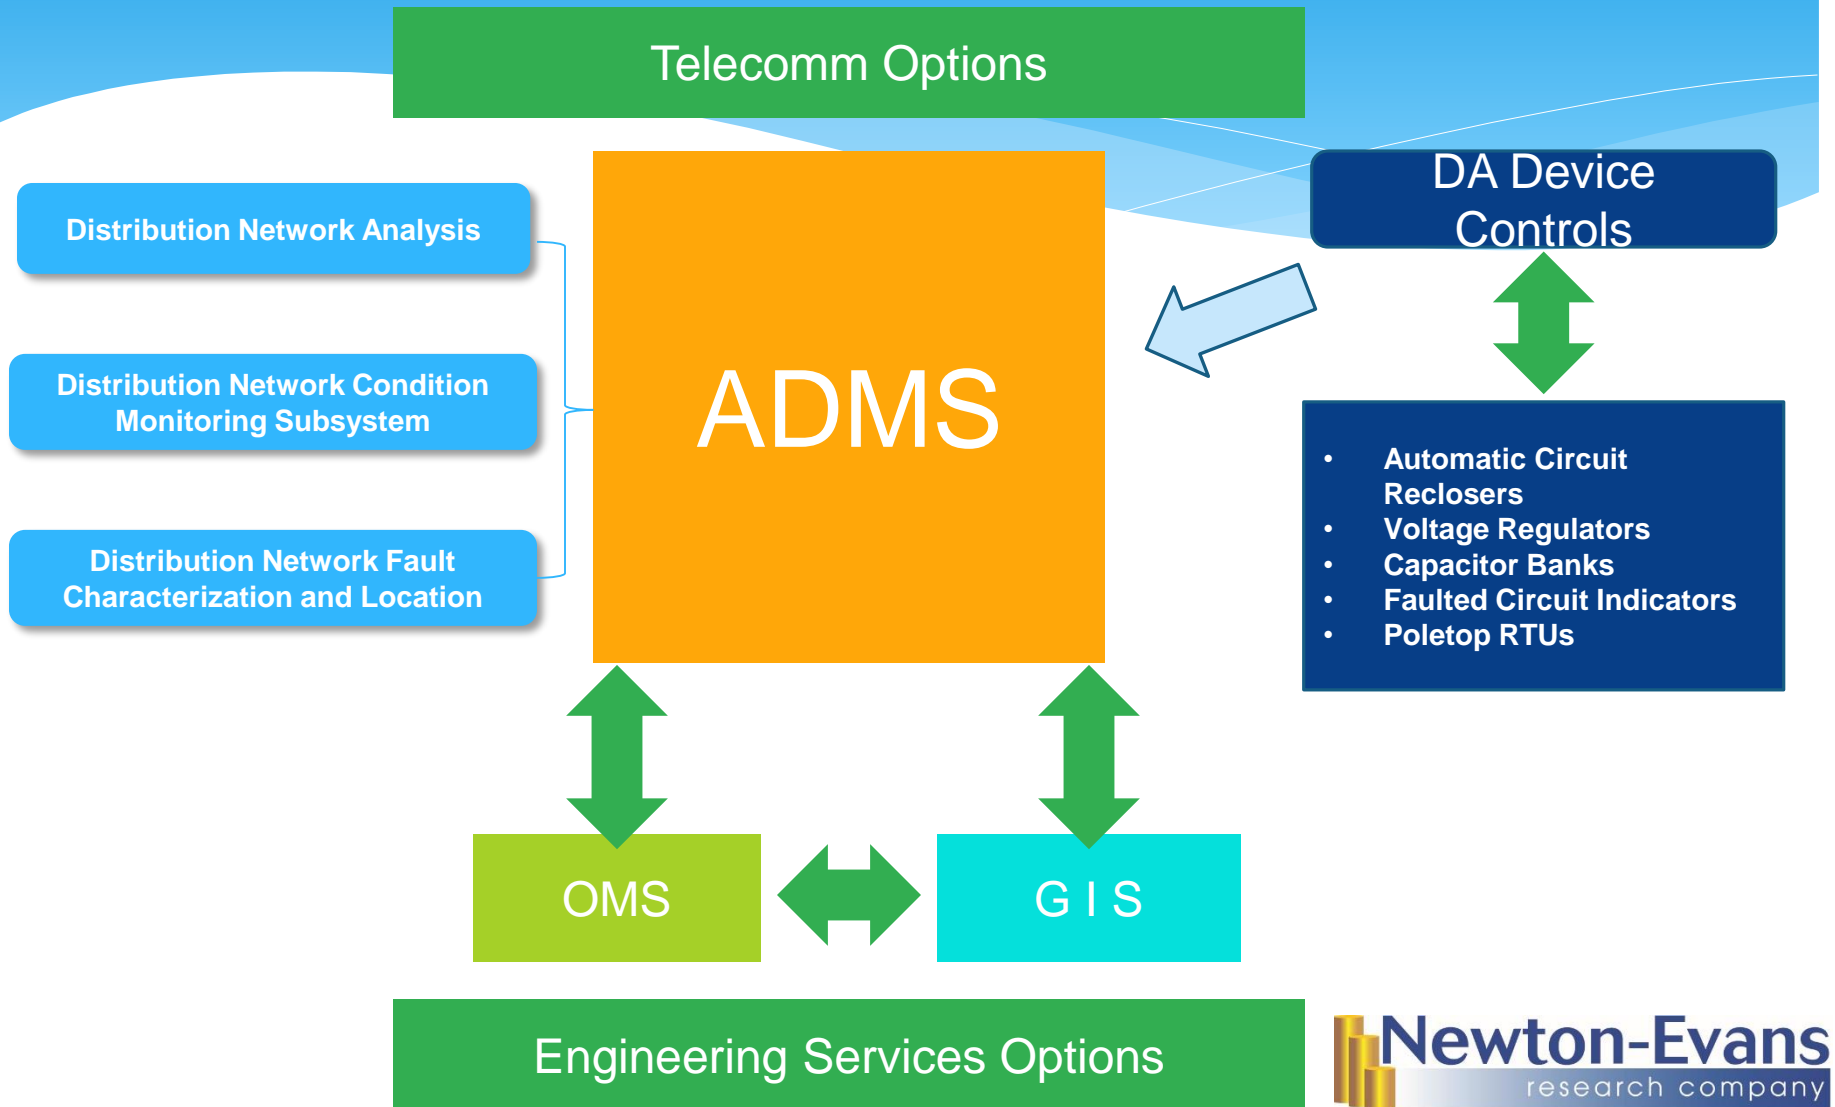 Telecomm Options
Distribution Network Analysis
Distribution Network Condition
Monitoring Subsystem
Distribution Network Fault
Characterization and Location
ADMS
DA Device
Controls
• Automatic Circuit
Reclosers
• Voltage Regulators
• Capacitor Banks
• Faulted Circuit Indicators
• Poletop RTUs
OMS
G I S
Engineering Services Options
Newton-Evans
research company